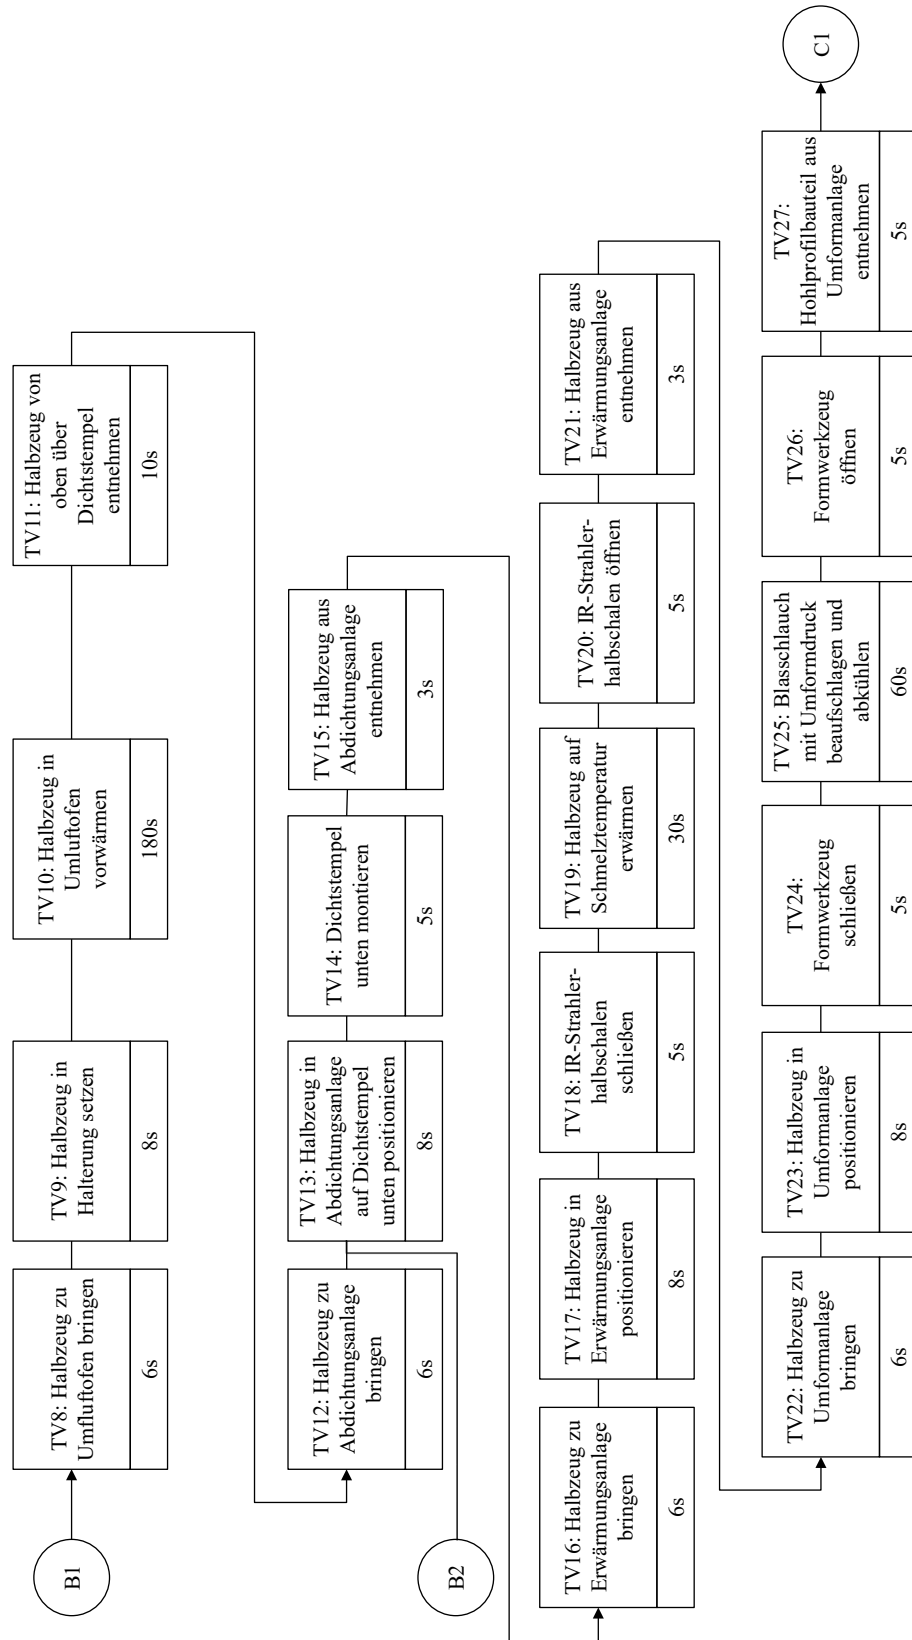 B1
TV8: Halbzeug zu
Umfluftofen bringen
6s
TV9: Halbzeug in
Halterung setzen
8s
TV10: Halbzeug in
Umluftofen
vorwärmen
180s
TV11: Halbzeug von
oben über
Dichtstempel
entnehmen
10s
TV12: Halbzeug zu
Abdichtungsanlage
bringen
6s
B2
TV13: Halbzeug in
Abdichtungsanlage
auf Dichtstempel
unten positionieren
8s
TV14: Dichtstempel
unten montieren
5s
TV15: Halbzeug aus
Abdichtungsanlage
entnehmen
3s
TV16: Halbzeug zu
Erwärmungsanlage
bringen
6s
TV17: Halbzeug in
Erwärmungsanlage
positionieren
8s
TV18: IR-Strahler-
halbschalen
schließen
5s
TV19: Halbzeug auf
Schmelztemperatur
erwärmen
30s
TV20: IR-Strahler-
halbschalen öffnen
5s
TV21: Halbzeug aus
Erwärmungsanlage
entnehmen
3s
TV22: Halbzeug zu
Umformanlage
bringen
6s
TV23: Halbzeug in
Umformanlage
positionieren
8s
TV24:
Formwerkzeug
schließen
5s
TV25: Blasschlauch
mit Umformdruck
beaufschlagen und
abkühlen
60s
TV26:
Formwerkzeug
öffnen
5s
TV27:
Hohlprofilbauteil aus
Umformanlage
entnehmen
5s
C1